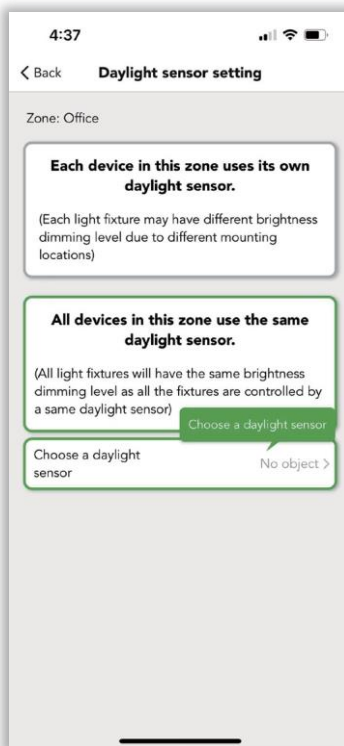 4:37
Back Daylight sensor setting
Zone: Office
Each device in this zone uses its own
daylight sensor.
(Each light fixture may have different brightness
dimming level due to different mounting
locations)
All devices in this zone use the same
daylight sensor.
(All light fixtures will have the same brightness
dimming level as all the fixtures are controlled by
a same daylight sensor)
Choose a daylight sensor
Choose a daylight
sensor
No object